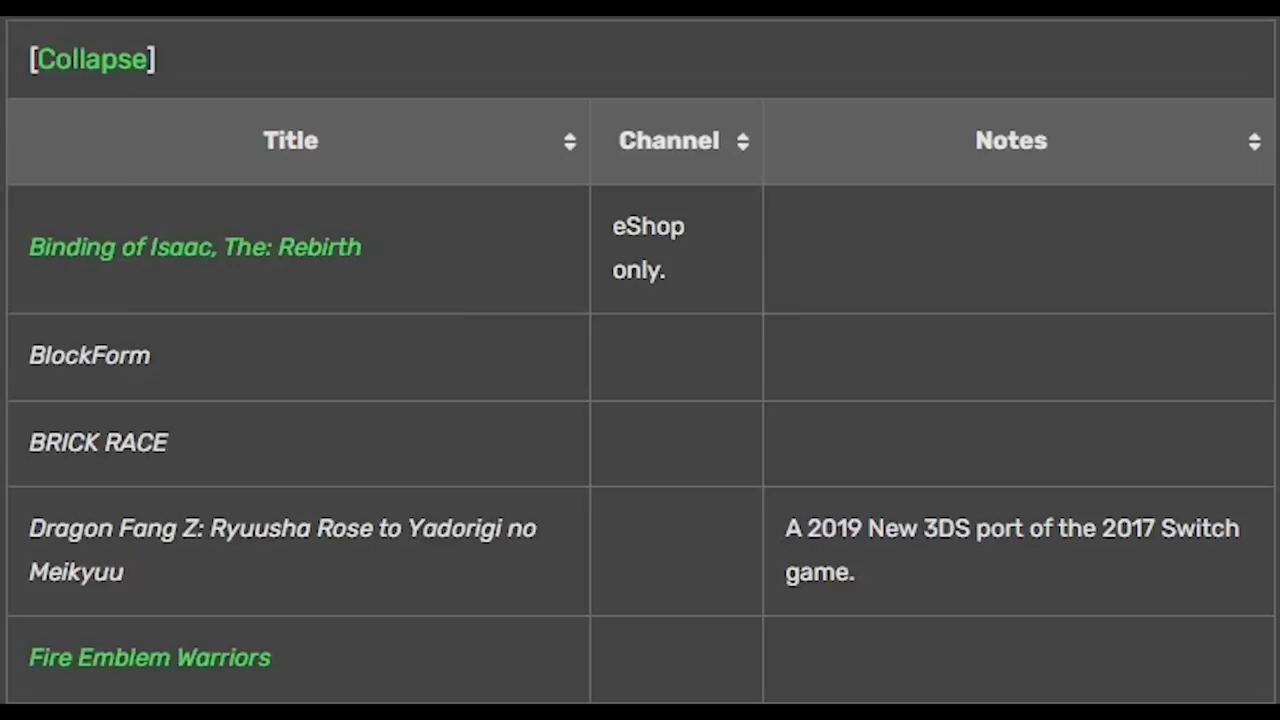 [Collapse]
Title
Channel
Notes
Binding of Isaac, The: Rebirth
eShop
only.
BlockForm
BRICK RACE
Dragon Fang Z: Ryuusha Rose to Yadorigi no
Meikyuu
A 2019 New 3DS port of the 2017 Switch
game.
Fire Emblem Warriors